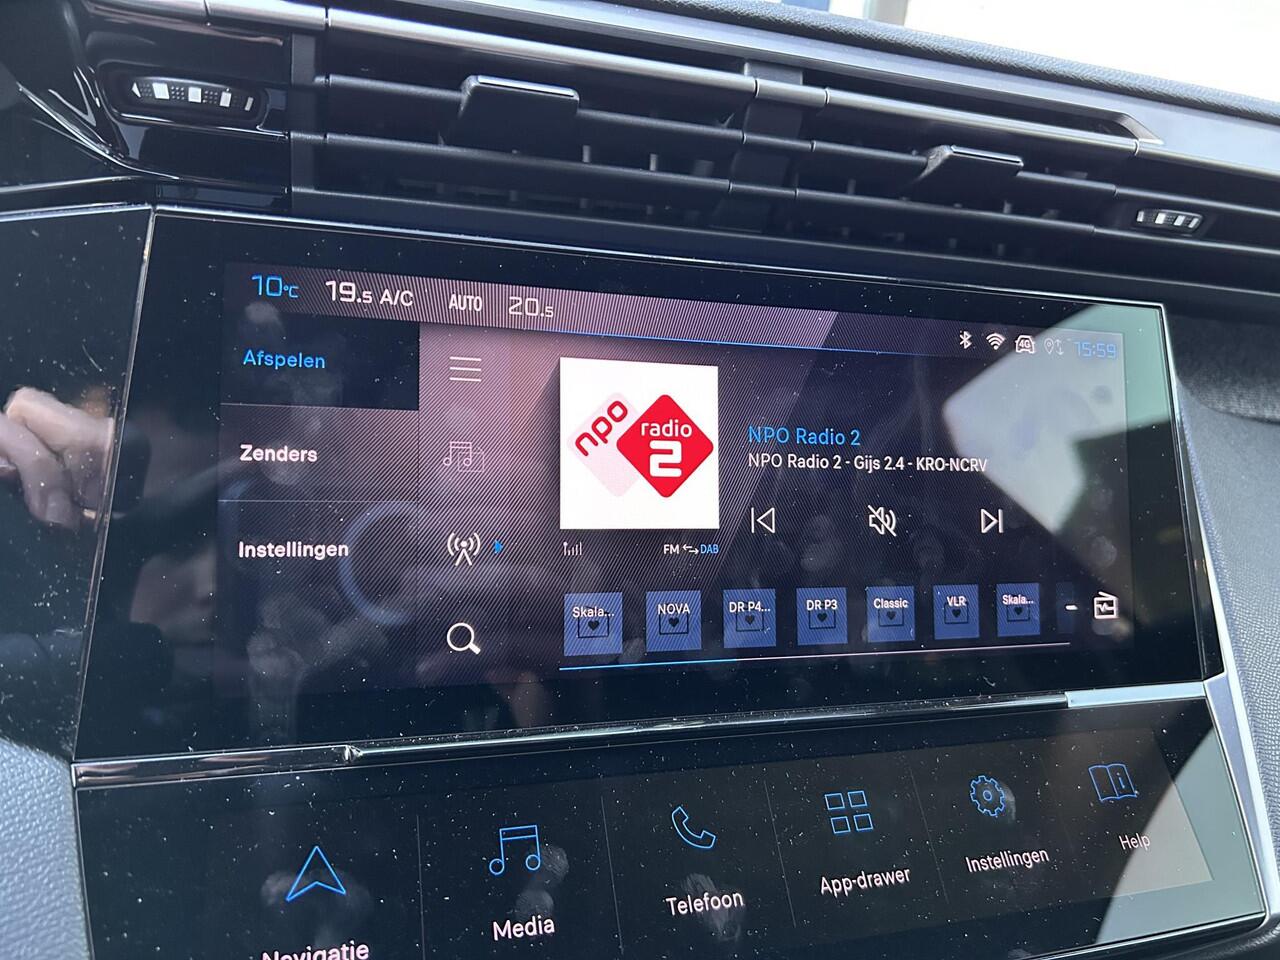 10°C 19.5 A/C AUTO 20.5
4G 15:59
Afspelen
Zenders
Instellingen
npo radio 2
NPO Radio 2
NPO Radio 2 - Gijs 2.4 - KRO-NCRV
FM DAB
Skala... NOVA DR P4... DR P3 Classic VLR Skala...
Navigatie Media Telefoon App-drawer Instellingen Help